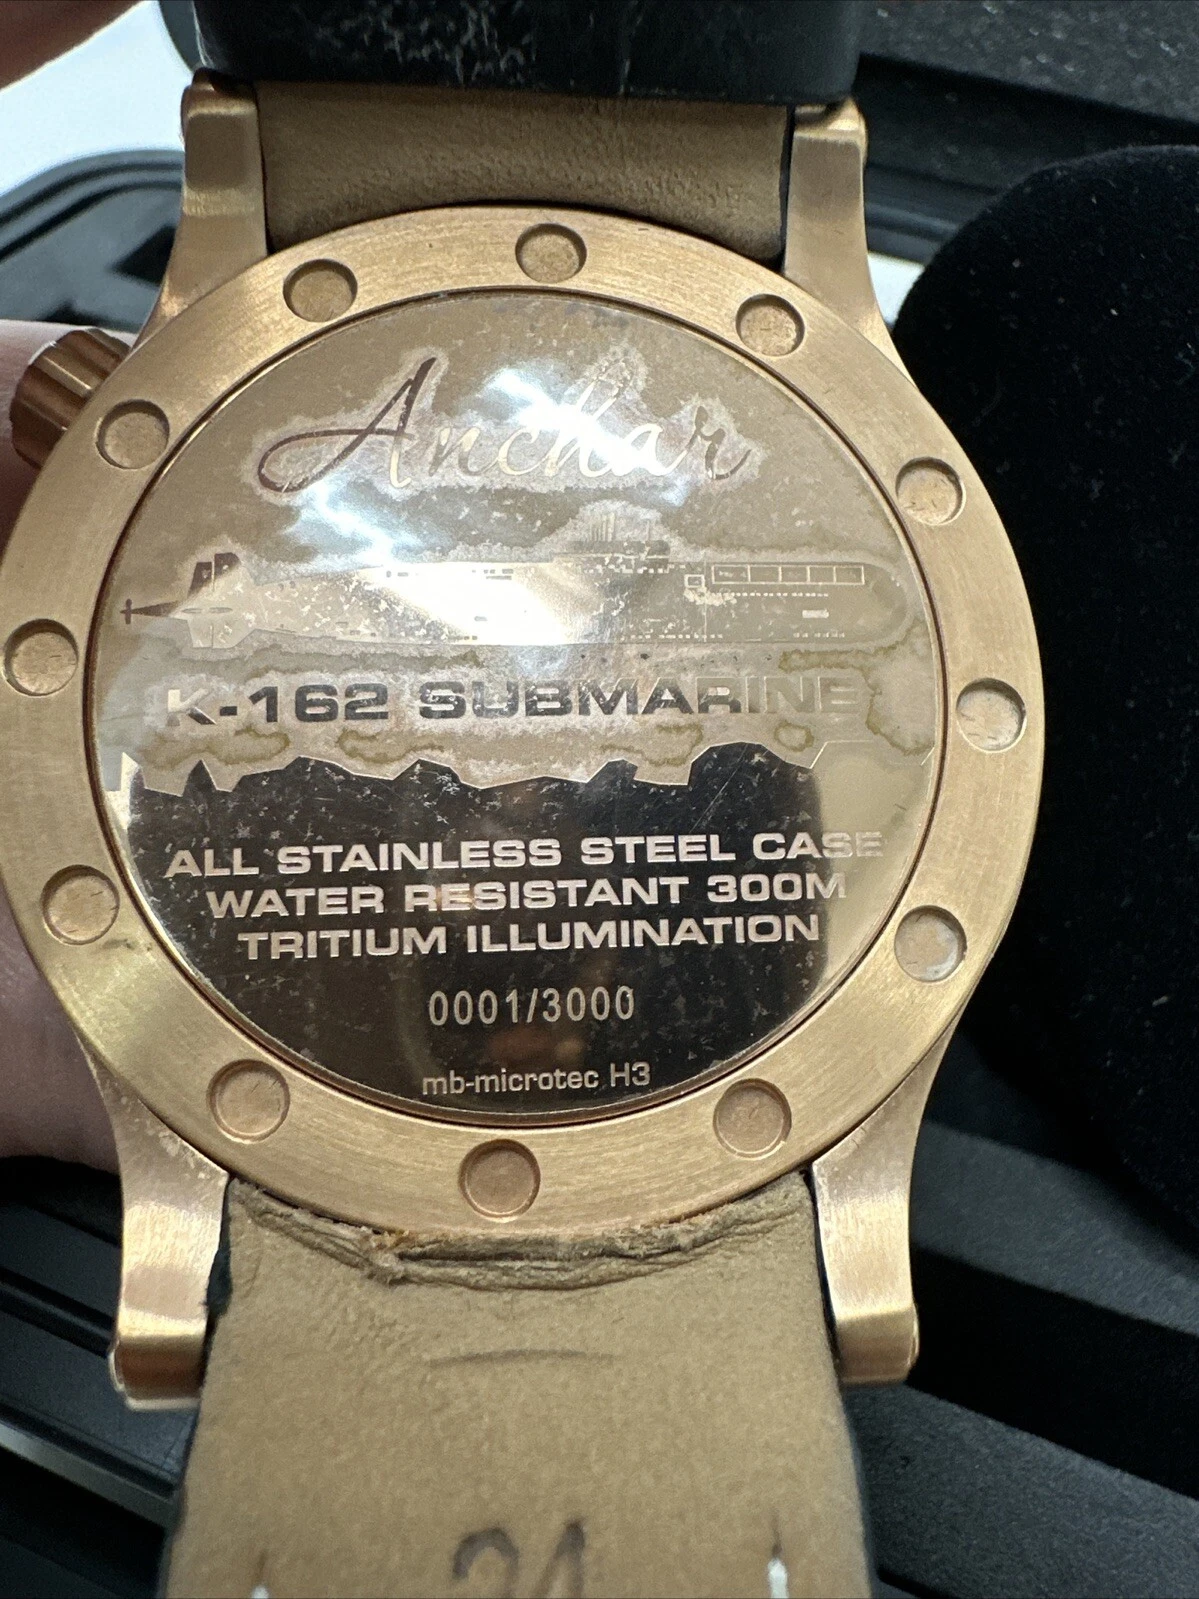 Anchar
K-162 SUBMARINE
ALL STAINLESS STEEL CASE
WATER RESISTANT 300M
TRITIUM ILLUMINATION
0001/3000
mb-microtec H3